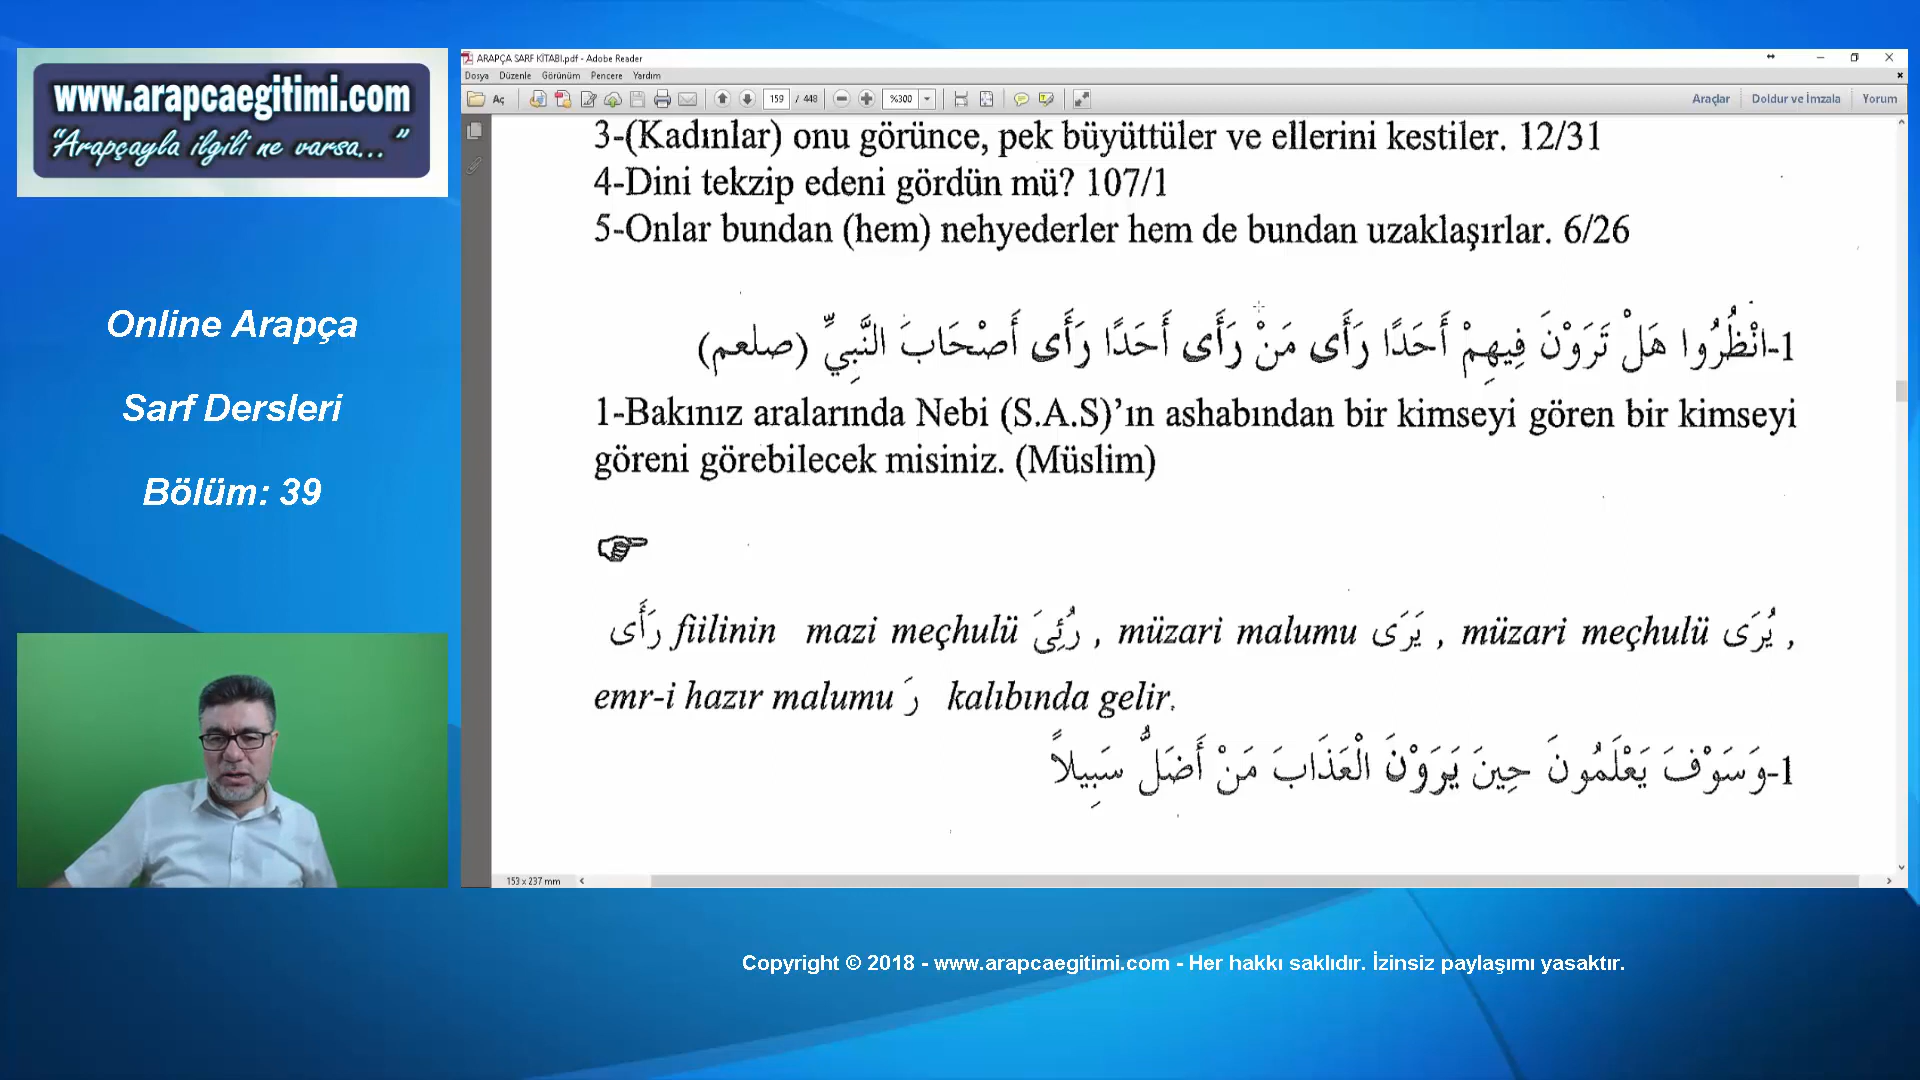 www.arapcaegitimi.com
“Arapçayla ilgili ne varsa...”
Online Arapça
Sarf Dersleri
Bölüm: 39
ARAPÇA SARF KİTABI.pdf - Adobe Reader
Dosya Düzenle Görünüm Pencere Yardım
Aç 159 / 448 %300 Araçlar Doldur ve İmzala Yorum
3-(Kadınlar) onu görünce, pek büyüttüler ve ellerini kestiler. 12/31
4-Dini tekzip edeni gördün mü? 107/1
5-Onlar bundan (hem) nehyederler hem de bundan uzaklaşırlar. 6/26
1-انْظُرُوا هَلْ تَرَوْنَ فِيهِمْ أَحَدًا رَأَى مَنْ رَأَى أَحَدًا رَأَى أَصْحَابَ النَّبِيِّ (صلعم)
1-Bakınız aralarında Nebi (S.A.S)’ın ashabından bir kimseyi gören bir kimseyi
göreni görebilecek misiniz. (Müslim)
رَأَى fiilinin mazi meçhulü رُئِىَ , müzari malumu يَرَى , müzari meçhulü يُرَى ,
emr-i hazır malumu رَ kalıbında gelir.
1-وَسَوْفَ يَعْلَمُونَ حِينَ يَرَوْنَ الْعَذَابَ مَنْ أَضَلُّ سَبِيلاً
153 x 237 mm
Copyright © 2018 - www.arapcaegitimi.com - Her hakkı saklıdır. İzinsiz paylaşımı yasaktır.